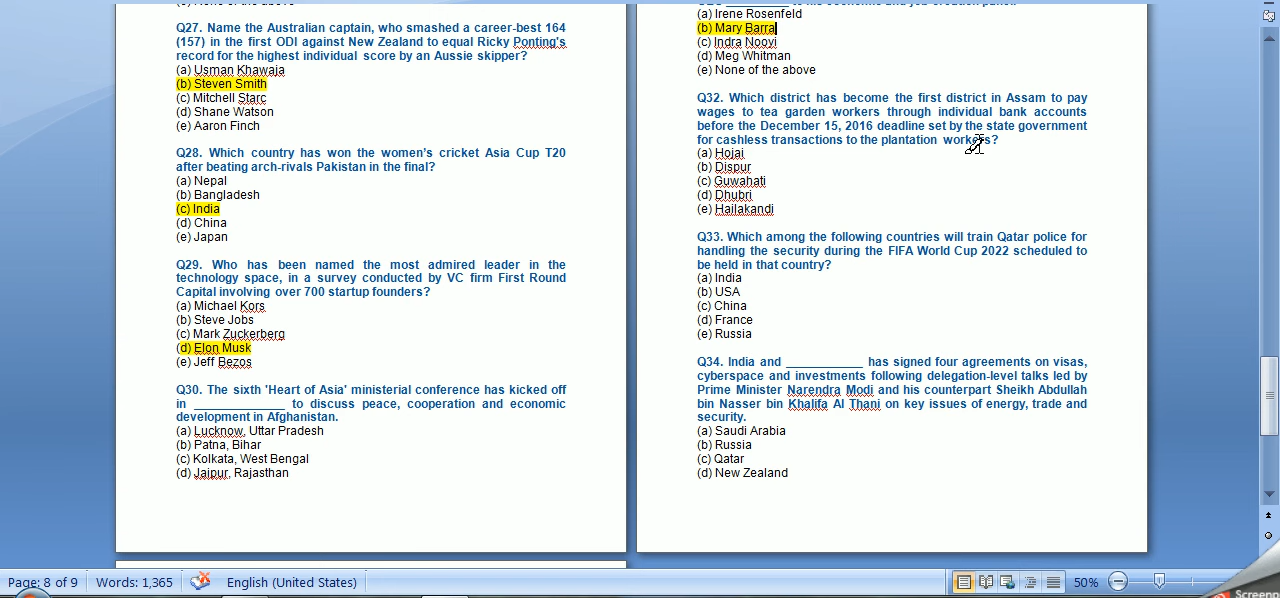 Q27. Name the Australian captain, who smashed a career-best 164
(157) in the first ODI against New Zealand to equal Ricky Ponting's
record for the highest individual score by an Aussie skipper?
(a) Usman Khawaja
(b) Steven Smith
(c) Mitchell Starc
(d) Shane Watson
(e) Aaron Finch
Q28. Which country has won the women's cricket Asia Cup T20
after beating arch-rivals Pakistan in the final?
(a) Nepal
(b) Bangladesh
(c) India
(d) China
(e) Japan
Q29. Who has been named the most admired leader in the
technology space, in a survey conducted by VC firm First Round
Capital involving over 700 startup founders?
(a) Michael Kors
(b) Steve Jobs
(c) Mark Zuckerberg
(d) Elon Musk
(e) Jeff Bezos
Q30. The sixth 'Heart of Asia' ministerial conference has kicked off
in ______________ to discuss peace, cooperation and economic
development in Afghanistan.
(a) Lucknow, Uttar Pradesh
(b) Patna, Bihar
(c) Kolkata, West Bengal
(d) Jaipur, Rajasthan
(a) Irene Rosenfeld
(b) Mary Barra
(c) Indra Nooyi
(d) Meg Whitman
(e) None of the above
Q32. Which district has become the first district in Assam to pay
wages to tea garden workers through individual bank accounts
before the December 15, 2016 deadline set by the state government
for cashless transactions to the plantation workers?
(a) Hojai
(b) Dispur
(c) Guwahati
(d) Dhubri
(e) Hailakandi
Q33. Which among the following countries will train Qatar police for
handling the security during the FIFA World Cup 2022 scheduled to
be held in that country?
(a) India
(b) USA
(c) China
(d) France
(e) Russia
Q34. India and ___________ has signed four agreements on visas,
cyberspace and investments following delegation-level talks led by
Prime Minister Narendra Modi and his counterpart Sheikh Abdullah
bin Nasser bin Khalifa Al Thani on key issues of energy, trade and
security.
(a) Saudi Arabia
(b) Russia
(c) Qatar
(d) New Zealand
Page: 8 of 9 Words: 1,365 English (United States) 50%